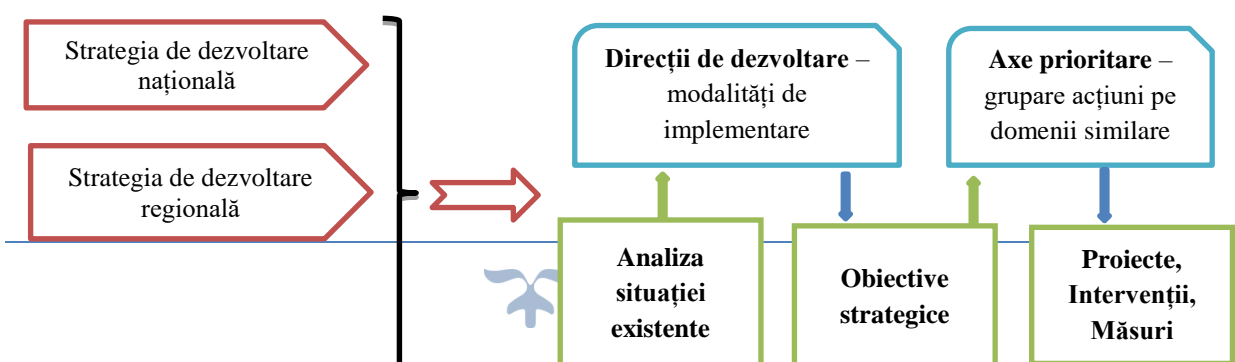 Strategia de dezvoltare
națională
Strategia de dezvoltare
regională
Direcții de dezvoltare –
modalități de
implementare
Axe prioritare –
grupare acțiuni pe
domenii similare
Analiza
situației
existente
Obiective
strategice
Proiecte,
Intervenții,
Măsuri